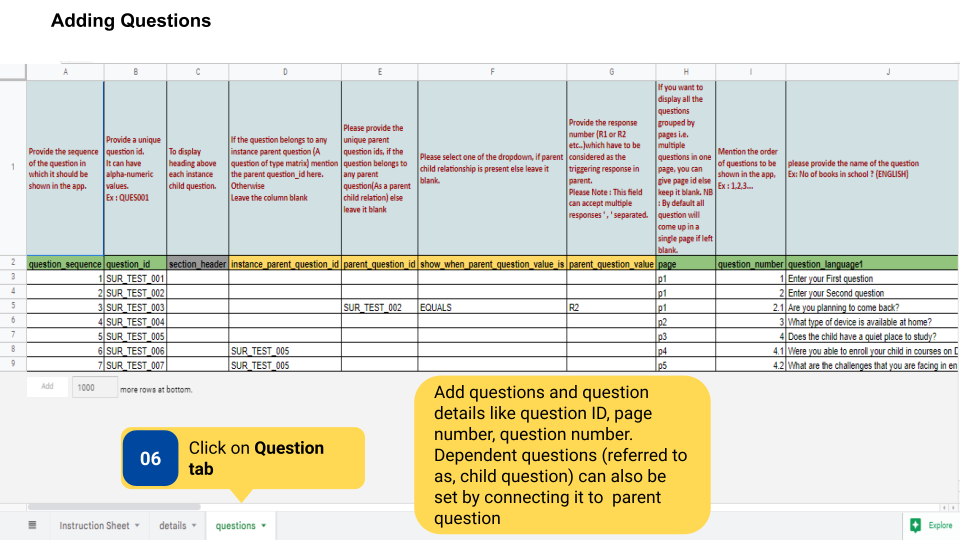 Adding Questions
A B C D E F G H I J
1
Provide the sequence
of the question in
which it should be
shown in the app.
Provide a unique
question id.
It can have
alpha-numeric
values.
Ex : QUES001
To display
heading above
each instance
child question.
If the question belongs to any
instance parent question (A
question of type matrix) mention
the parent question_id here.
Otherwise
Leave the column blank
Please provide the
unique parent
question ids, if the
question belongs to
any parent
question(As a parent
child relation) else
leave it blank
Please select one of the dropdown, if parent
child relationship is present else leave it
blank.
Provide the response
number (R1 or R2
etc..)which have to be
considered as the
triggering response in
parent.
Please Note : This field
can accept multiple
responses ' , ' separated.
If you want to
display all the
questions
grouped by
pages i.e.
multiple
questions in one
page, you can
give page id else
keep it blank. NB
: By default all
question will
come up in a
single page if left
blank.
Mention the order
of questions to be
shown in the app,
Ex : 1,2,3...
please provide the name of the question
Ex: No of books in school ? (ENGLISH)
2 question_sequence question_id section_header instance_parent_question_id parent_question_id show_when_parent_question_value_is parent_question_value page question_number question_language1
3 1 SUR_TEST_001 p1 1 Enter your First question
4 2 SUR_TEST_002 p1 2 Enter your Second question
5 3 SUR_TEST_003 SUR_TEST_002 EQUALS R2 p1 2.1 Are you planning to come back?
6 4 SUR_TEST_004 p2 3 What type of device is available at home?
7 5 SUR_TEST_005 p3 4 Does the child have a quiet place to study?
8 6 SUR_TEST_006 SUR_TEST_005 p4 4.1 Were you able to enroll your child in courses on D
9 7 SUR_TEST_007 SUR_TEST_005 p5 4.2 What are the challenges that you are facing in en
Add 1000 more rows at bottom.
Add questions and question
details like question ID, page
number, question number.
Dependent questions (referred to
as, child question) can also be
set by connecting it to parent
question
06 Click on Question
tab
Instruction Sheet details questions Explore